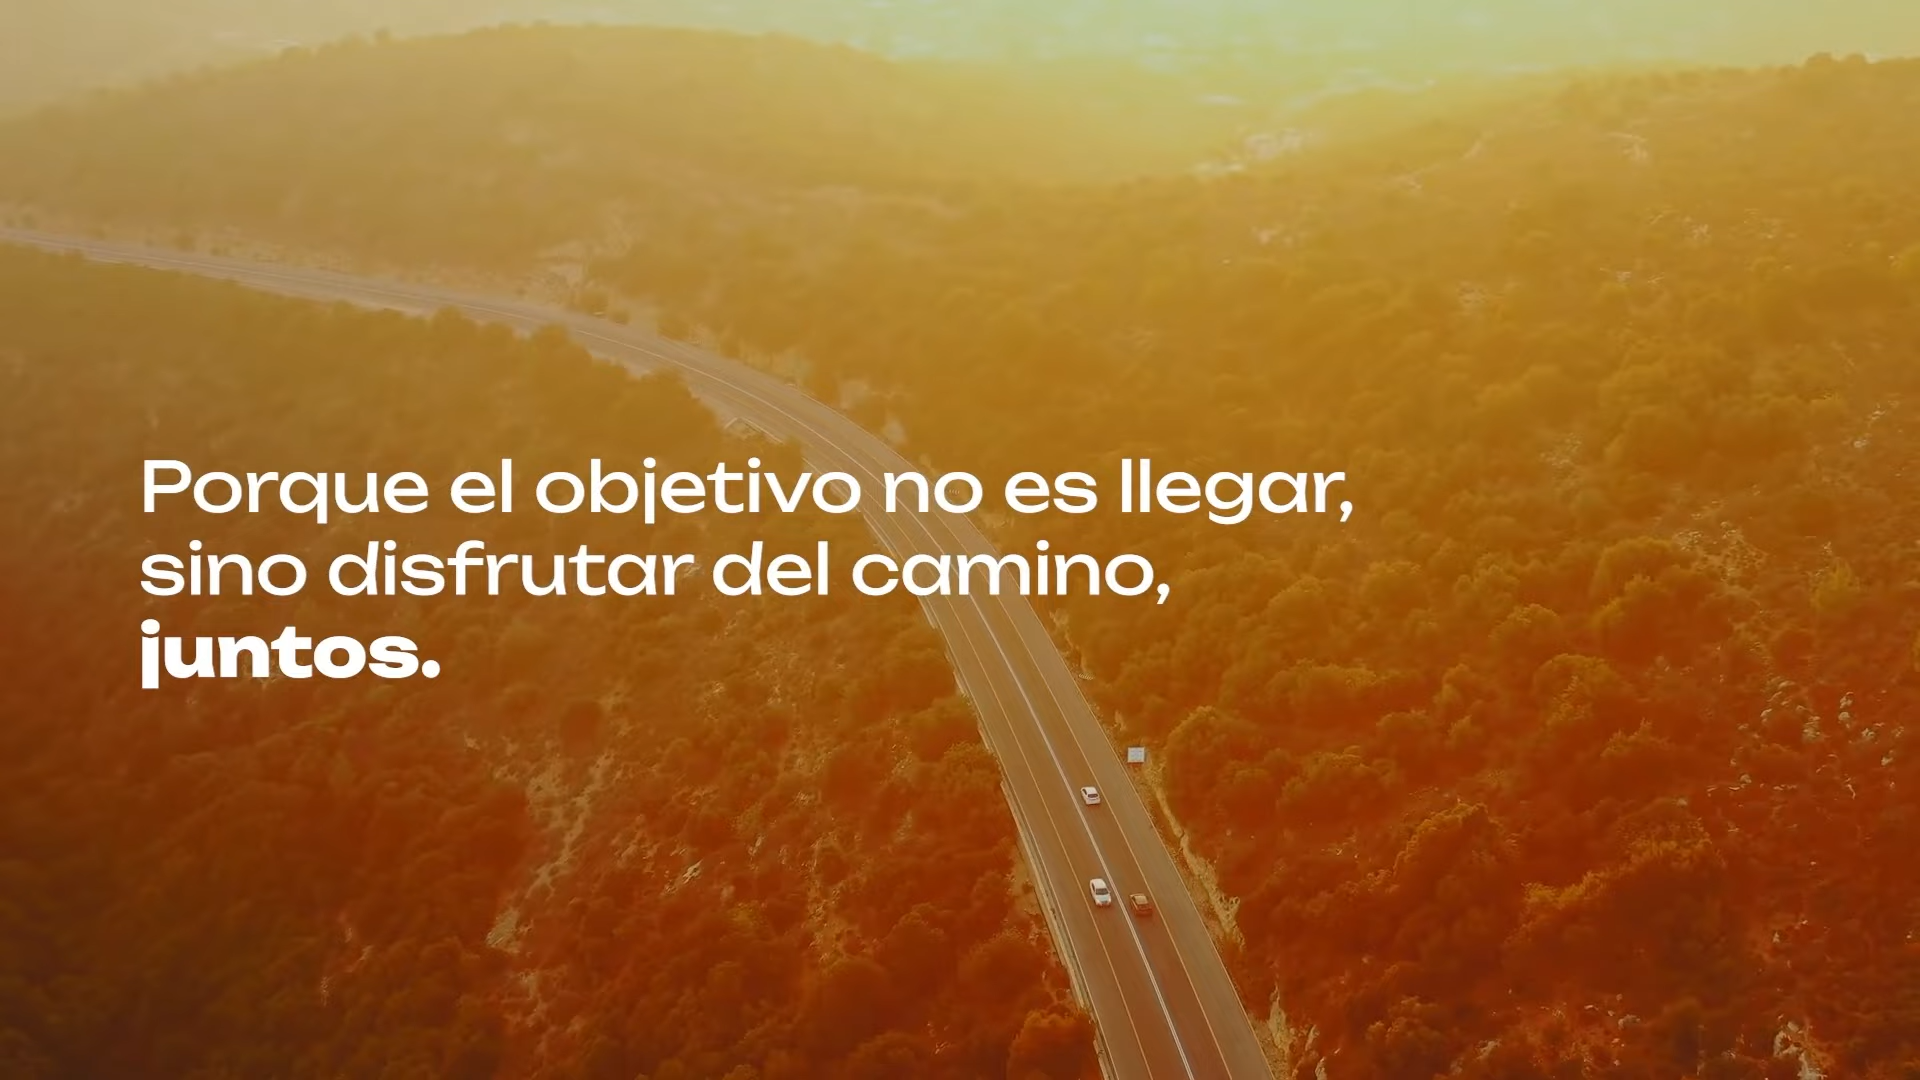 Porque el objetivo no es llegar,
sino disfrutar del camino,
juntos.